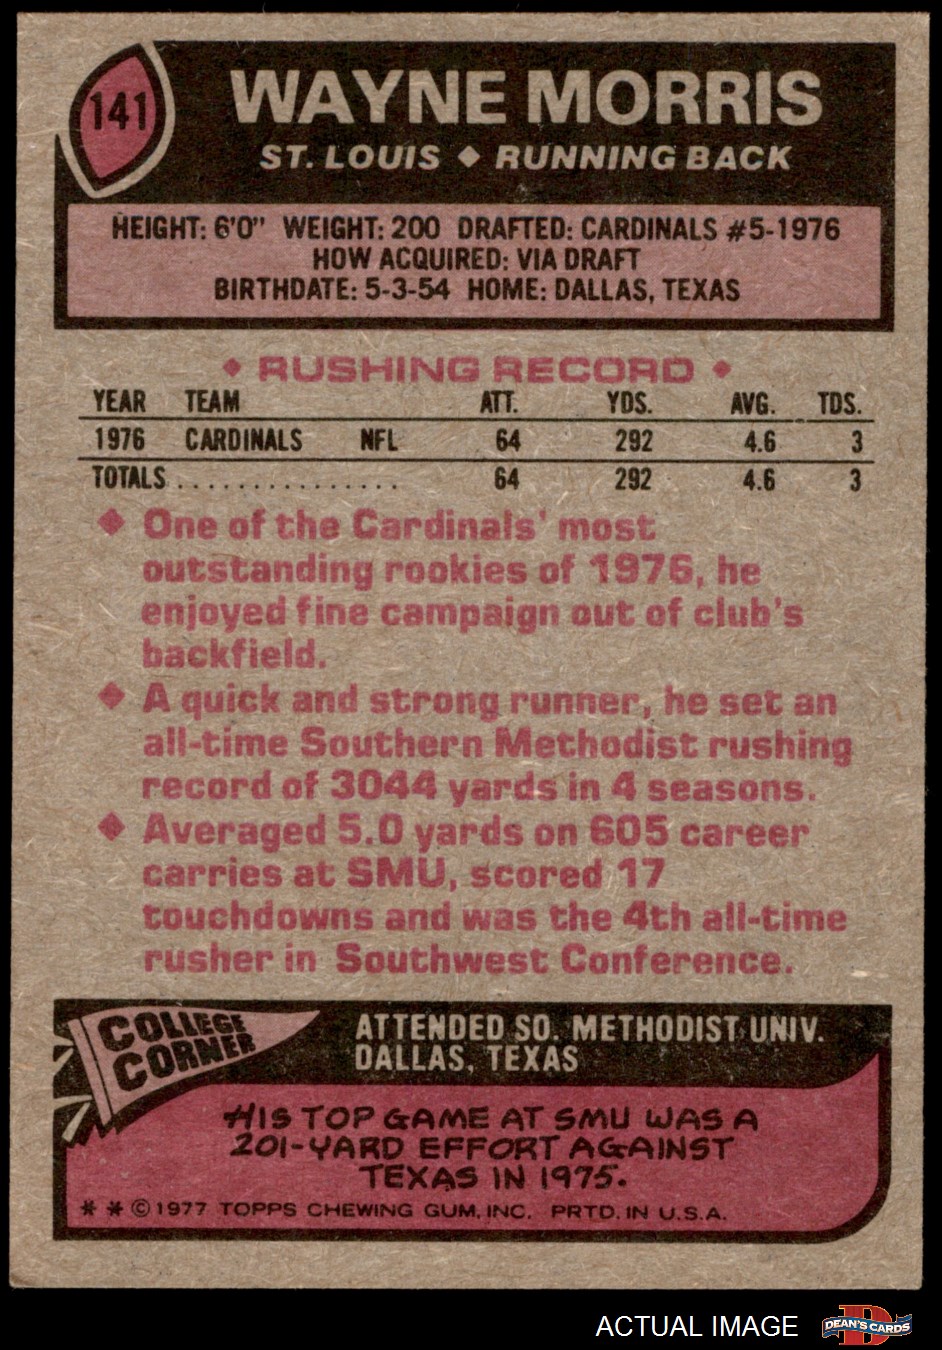 141
WAYNE MORRIS
ST. LOUIS ◆ RUNNING BACK
HEIGHT: 6'0" WEIGHT: 200 DRAFTED: CARDINALS #5-1976
HOW ACQUIRED: VIA DRAFT
BIRTHDATE: 5-3-54 HOME: DALLAS, TEXAS
◆ RUSHING RECORD ◆
YEAR TEAM ATT. YDS. AVG. TDS.
1976 CARDINALS NFL 64 292 4.6 3
TOTALS . . . . . . . . . . . . . . . 64 292 4.6 3
◆ One of the Cardinals' most
outstanding rookies of 1976, he
enjoyed fine campaign out of club's
backfield.
◆ A quick and strong runner, he set an
all-time Southern Methodist rushing
record of 3044 yards in 4 seasons.
◆ Averaged 5.0 yards on 605 career
carries at SMU, scored 17
touchdowns and was the 4th all-time
rusher in Southwest Conference.
COLLEGE
CORNER
ATTENDED SO. METHODIST UNIV.
DALLAS, TEXAS
HIS TOP GAME AT SMU WAS A
201-YARD EFFORT AGAINST
TEXAS IN 1975.
* * © 1977 TOPPS CHEWING GUM, INC. PRTD. IN U.S.A.
ACTUAL IMAGE
D
DEAN'S CARDS